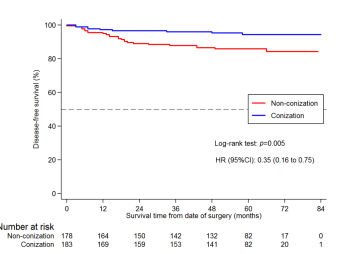 100
80
60
40
20
0
Disease-free survival (%)
Non-conization
Conization
Log-rank test: p=0.005
HR (95%CI): 0.35 (0.16 to 0.75)
0 12 24 36 48 60 72 84
Survival time from date of surgery (months)
Number at risk
Non-conization 178 164 150 142 132 82 17 0
Conization 183 169 159 153 141 82 20 1